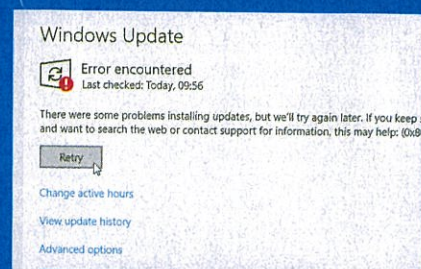 Windows Update
Error encountered
Last checked: Today, 09:56
There were some problems installing updates, but we'll try again later. If you keep
and want to search the web or contact support for information, this may help: (0x8
Retry
Change active hours
View update history
Advanced options